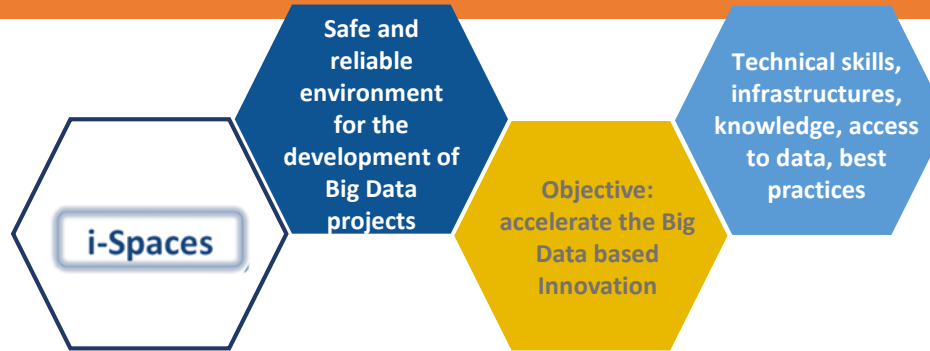 i-Spaces
Safe and
reliable
environment
for the
development of
Big Data
projects
Objective:
accelerate the Big
Data based
Innovation
Technical skills,
infrastructures,
knowledge, access
to data, best
practices